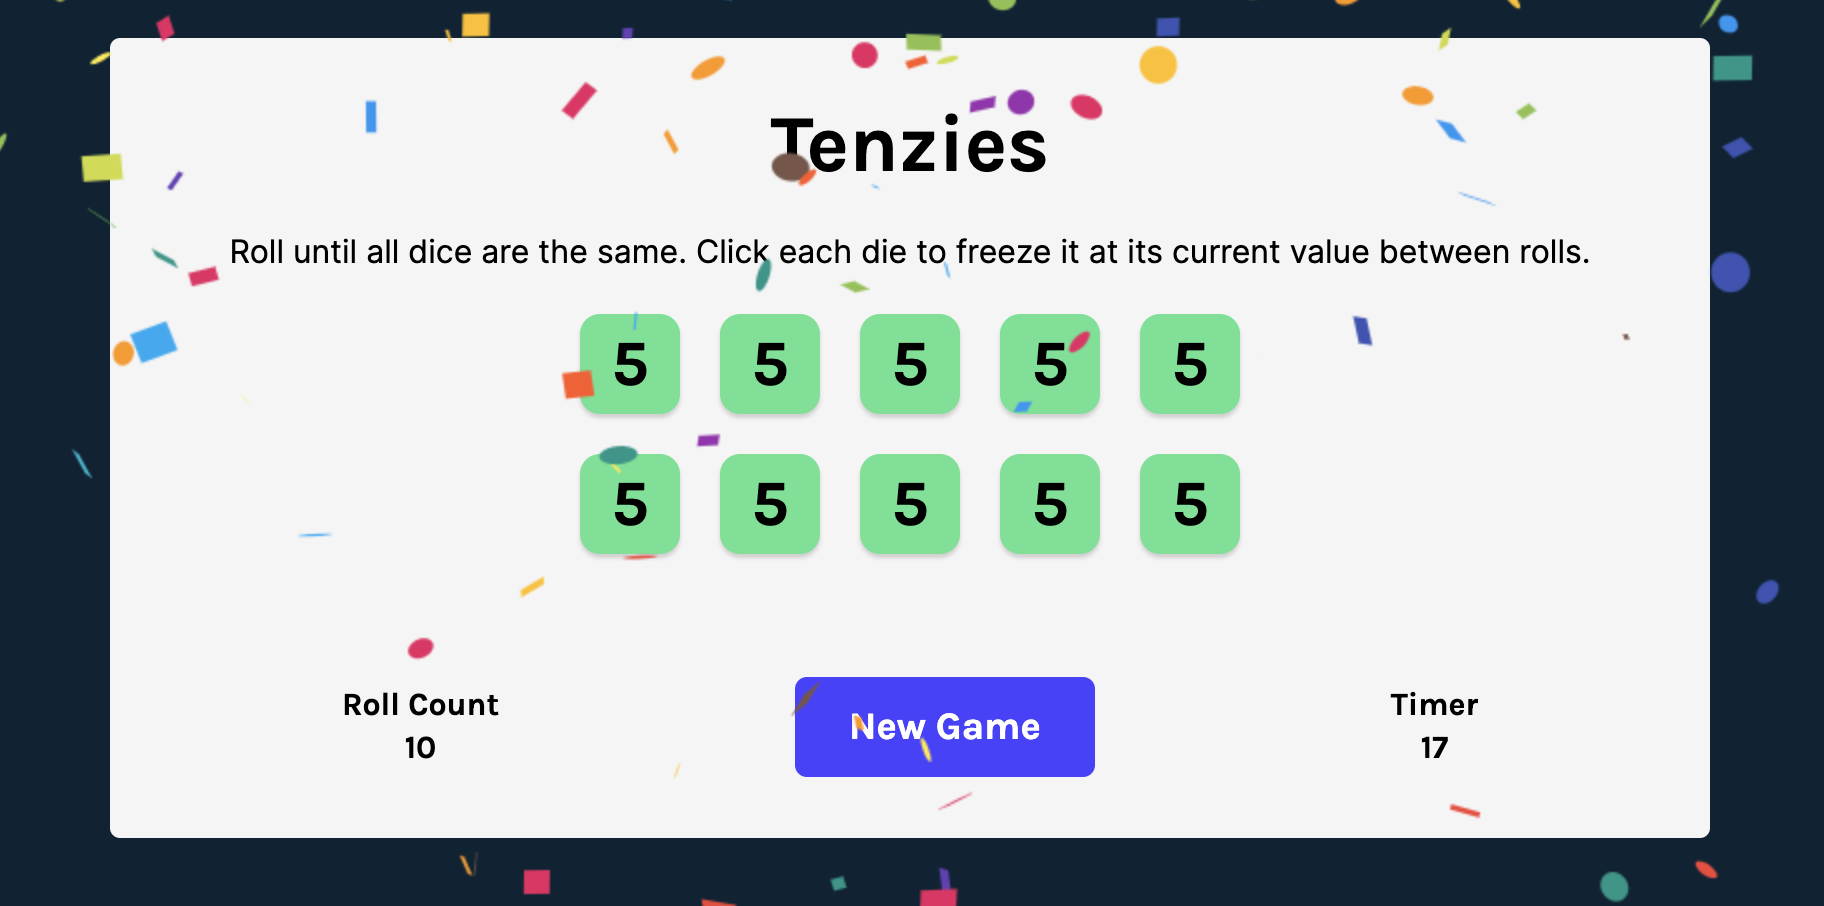 Tenzies
Roll until all dice are the same. Click each die to freeze it at its current value between rolls.
5 5 5 5 5
5 5 5 5 5
Roll Count
10
New Game
Timer
17